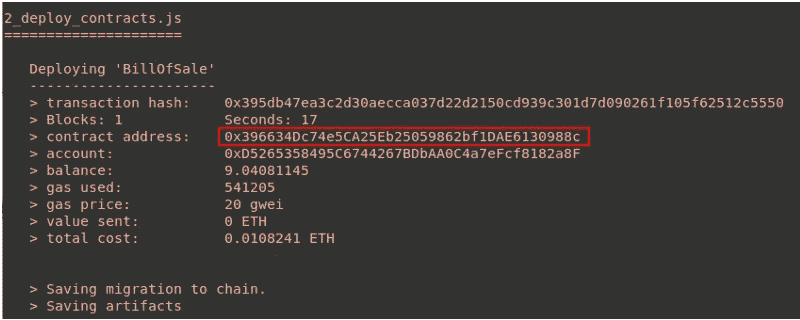 2_deploy_contracts.js
=====================
Deploying 'BillOfSale'
----------------------
> transaction hash: 0x395db47ea3c2d30aecca037d22d2150cd939c301d7d090261f105f62512c5550
> Blocks: 1 Seconds: 17
> contract address: 0x396634Dc74e5CA25Eb25059862bf1DAE6130988c
> account: 0xD5265358495C6744267BDbAA0C4a7eFcf8182a8F
> balance: 9.04081145
> gas used: 541205
> gas price: 20 gwei
> value sent: 0 ETH
> total cost: 0.0108241 ETH
> Saving migration to chain.
> Saving artifacts